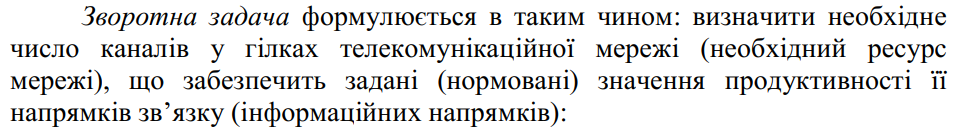 Зворотна задача формулюється в таким чином: визначити необхідне
число каналів у гілках телекомунікаційної мережі (необхідний ресурс
мережі), що забезпечить задані (нормовані) значення продуктивності її
напрямків зв’язку (інформаційних напрямків):